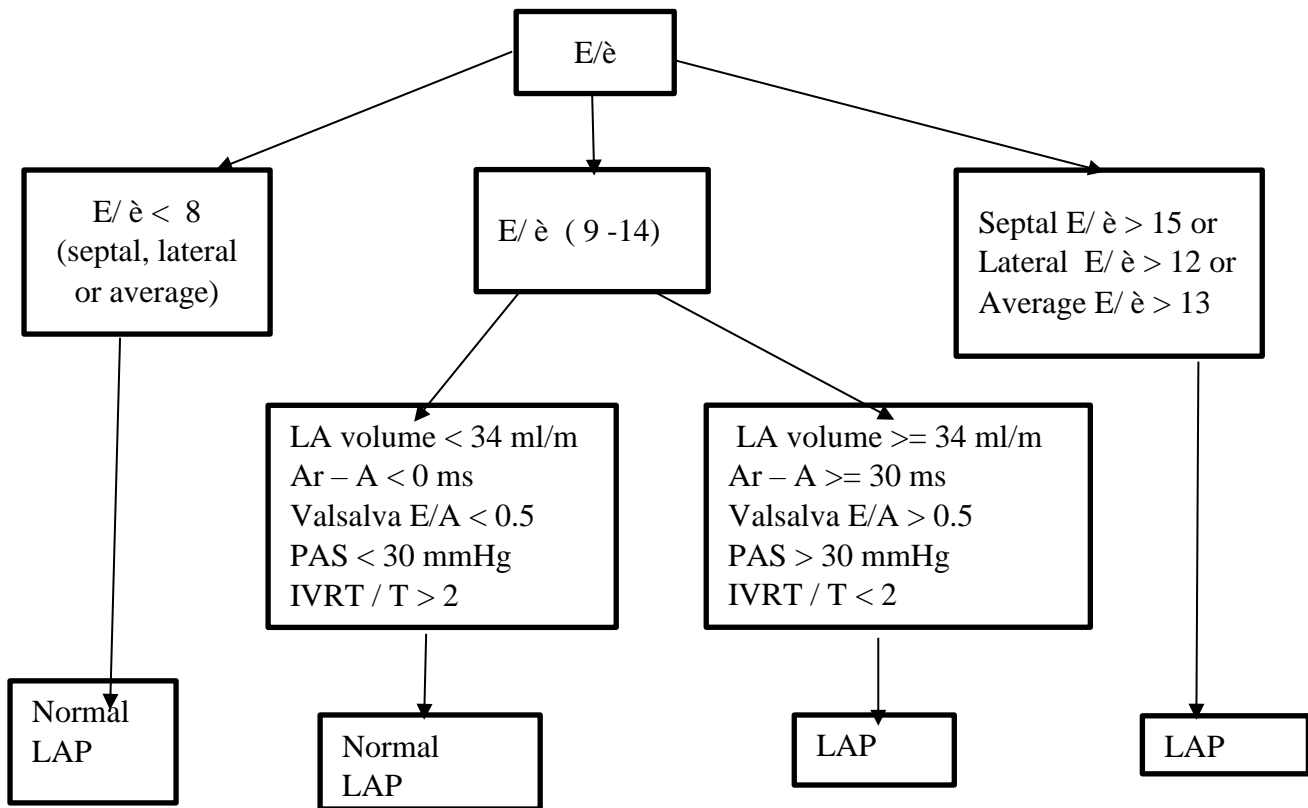 E/è
E/ è < 8
(septal, lateral
or average)
E/ è ( 9 -14)
Septal E/ è > 15 or
Lateral E/ è > 12 or
Average E/ è > 13
LA volume < 34 ml/m
Ar – A < 0 ms
Valsalva E/A < 0.5
PAS < 30 mmHg
IVRT / T > 2
LA volume >= 34 ml/m
Ar – A >= 30 ms
Valsalva E/A > 0.5
PAS > 30 mmHg
IVRT / T < 2
Normal
LAP
Normal
LAP
LAP
LAP